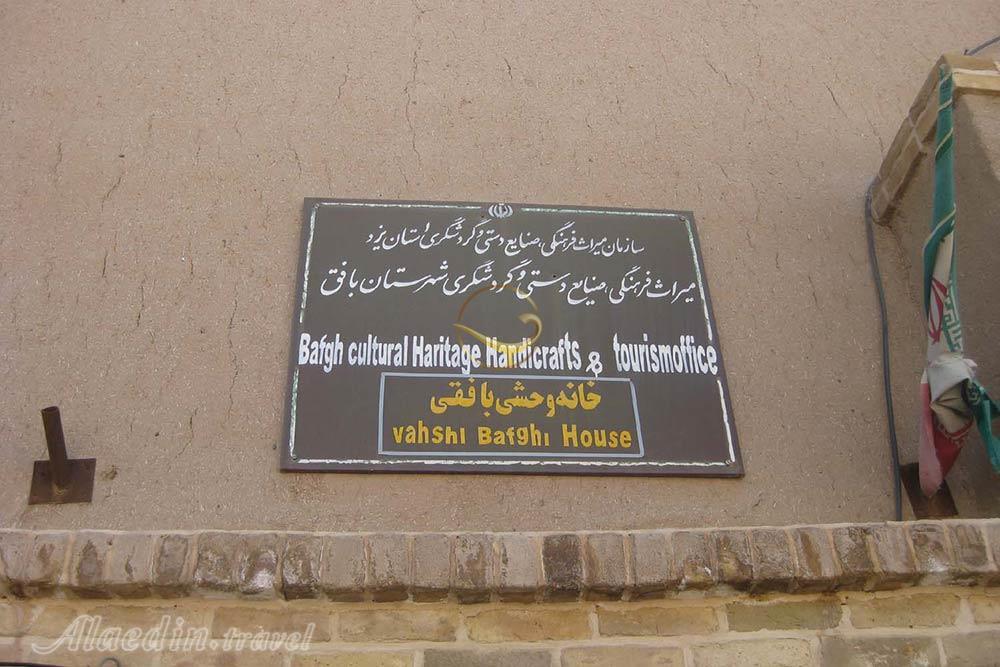 سازمان میراث فرهنگی، صنایع دستی و گردشگری استان یزد
میراث فرهنگی، صنایع دستی و گردشگری شهرستان بافق
Bafgh cultural Haritage Handicrafts & tourismoffice
خانه وحشی بافقی
vahshi Bafghi House
Alaedin.travel